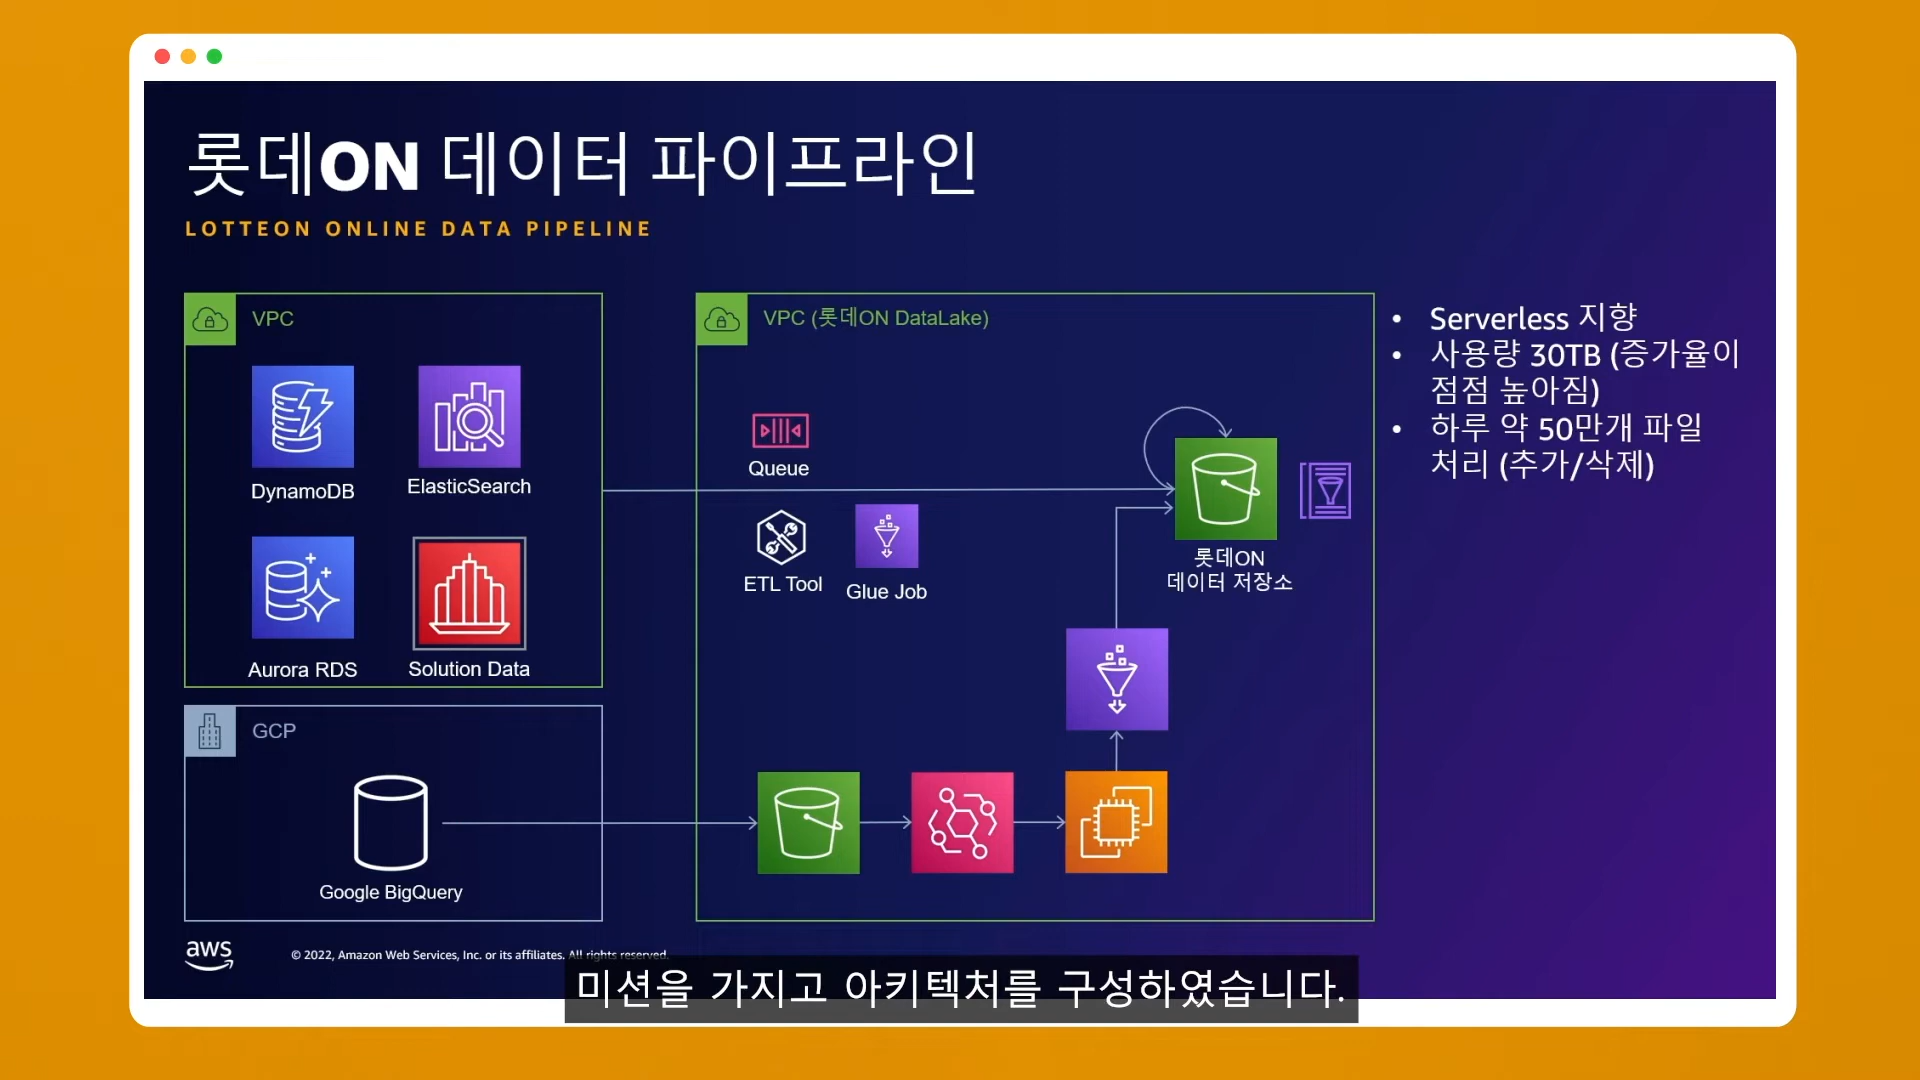 롯데ON 데이터 파이프라인
LOTTEON ONLINE DATA PIPELINE
VPC
DynamoDB
ElasticSearch
Aurora RDS
Solution Data
GCP
Google BigQuery
VPC (롯데ON DataLake)
Queue
ETL Tool
Glue Job
롯데ON
데이터 저장소
• Serverless 지향
• 사용량 30TB (증가율이
점점 높아짐)
• 하루 약 50만개 파일
처리 (추가/삭제)
aws
© 2022, Amazon Web Services, Inc. or its affiliates. All rights reserved.
미션을 가지고 아키텍처를 구성하였습니다.